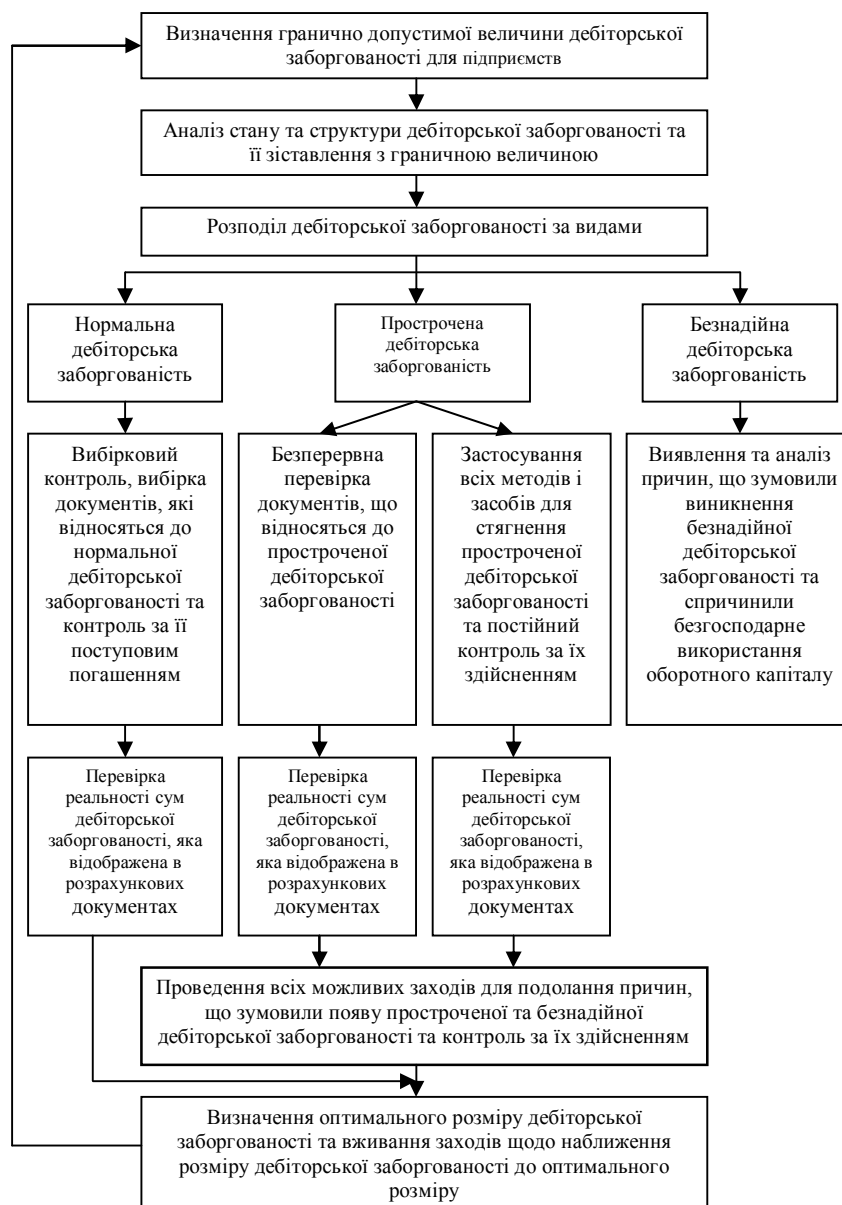 Визначення гранично допустимої величини дебіторської
заборгованості для підприємств
Аналіз стану та структури дебіторської заборгованості та
її зіставлення з граничною величиною
Розподіл дебіторської заборгованості за видами
Нормальна
дебіторська
заборгованість
Прострочена
дебіторська
заборгованість
Безнадійна
дебіторська
заборгованість
Вибірковий
контроль, вибірка
документів, які
відносяться до
нормальної
дебіторської
заборгованості та
контроль за її
поступовим
погашенням
Безперервна
перевірка
документів, що
відносяться до
простроченої
дебіторської
заборгованості
Застосування
всіх методів і
засобів для
стягнення
простроченої
дебіторської
заборгованості
та постійний
контроль за їх
здійсненням
Виявлення та аналіз
причин, що зумовили
виникнення
безнадійної
дебіторської
заборгованості та
спричинили
безгосподарне
використання
оборотного капіталу
Перевірка
реальності сум
дебіторської
заборгованості, яка
відображена в
розрахункових
документах
Перевірка
реальності сум
дебіторської
заборгованості,
яка відображена в
розрахункових
документах
Перевірка
реальності сум
дебіторської
заборгованості,
яка відображена в
розрахункових
документах
Проведення всіх можливих заходів для подолання причин,
що зумовили появу простроченої та безнадійної
дебіторської заборгованості та контроль за їх здійсненням
Визначення оптимального розміру дебіторської
заборгованості та вживання заходів щодо наближення
розміру дебіторської заборгованості до оптимального
розміру